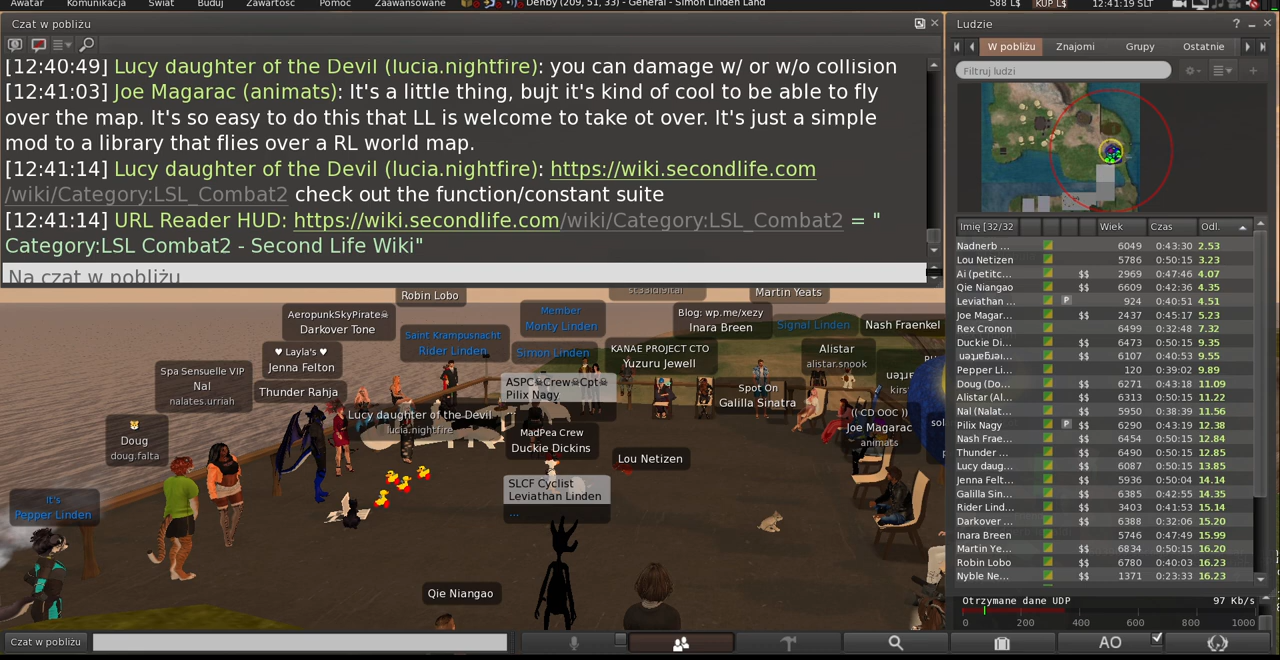 Awatar Komunikacja Świat Buduj Zawartość Pomoc Zaawansowane Denby (209, 51, 33) - General - Simon Linden Land 588 L$ KUP L$ 12:41:19 SLT
Czat w pobliżu
[12:40:49] Lucy daughter of the Devil (lucia.nightfire): you can damage w/ or w/o collision
[12:41:03] Joe Magarac (animats): It's a little thing, bujt it's kind of cool to be able to fly
over the map. It's so easy to do this that LL is welcome to take ot over. It's just a simple
mod to a library that flies over a RL world map.
[12:41:14] Lucy daughter of the Devil (lucia.nightfire): https://wiki.secondlife.com
/wiki/Category:LSL_Combat2 check out the function/constant suite
[12:41:14] URL Reader HUD: https://wiki.secondlife.com/wiki/Category:LSL_Combat2 = "
Category:LSL Combat2 - Second Life Wiki"
Na czat w pobliżu
st33ldi9ital
Robin Lobo
Martin Yeats
AeropunkSkyPirate☠
Darkover Tone
Saint Krampusnacht
Rider Linden
Member
Monty Linden
Simon Linden
Blog: wp.me/xezy
Inara Breen
Signal Linden
Nash Fraenkel
♥ Layla's ♥
Jenna Felton
KANAE PROJECT CTO
Yuzuru Jewell
Alistar
alistar.snook
Spa Sensuelle VIP
Nal
nalates.urriah
Thunder Rahja
ASPC☠Crew☠Cpt☠
Pilix Nagy
...
Spot On
Galilla Sinatra
Lucy daughter of the Devil
lucia.nightfire
(( CD OOC ))
Joe Magarac
animats
Doug
doug.falta
MadPea Crew
Duckie Dickins
Lou Netizen
SLCF Cyclist
Leviathan Linden
...
It's
Pepper Linden
Qie Niangao
Czat w pobliżu
Ludzie
? _ ×
W pobliżu Znajomi Grupy Ostatnie
Filtruj ludzi
Imię [32/32 Wiek Czas Odl.
Nadnerb ... 6049 0:43:30 2.53
Lou Netizen 5786 0:50:15 3.23
Ai (petitc... $$ 2969 0:47:46 4.07
Qie Niangao $$ 6609 0:42:36 4.35
Leviathan ... P 924 0:40:51 4.51
Joe Magar... $$ 2437 0:45:17 5.23
Rex Cronon 6499 0:32:48 7.32
Duckie Di... $$ 6473 0:50:15 9.35
$$ 6107 0:40:53 9.55
Pepper Li... 120 0:39:02 9.89
Doug (Do... $$ 6271 0:43:18 11.09
Alistar (Al... $$ 6313 0:50:15 11.22
Nal (Nalat... $$ 5950 0:38:39 11.56
Pilix Nagy P $$ 6290 0:43:19 12.38
Nash Frae... $$ 6454 0:50:15 12.84
Thunder ... $$ 6490 0:50:15 12.85
Lucy daug... $$ 6087 0:50:15 13.85
Jenna Felt... $$ 5936 0:50:04 14.14
Galilla Sin... $$ 6385 0:42:55 14.35
Rider Lind... $$ 3403 0:41:53 15.14
Darkover ... $$ 6388 0:32:06 15.20
Inara Breen 5746 0:47:49 15.99
Martin Ye... $$ 6834 0:50:15 16.20
Robin Lobo $$ 6780 0:40:03 16.23
Nyble Ne... $$ 1371 0:23:33 16.23
Otrzymane dane UDP 97 Kb/s
0 200 400 600 800 1000
AO